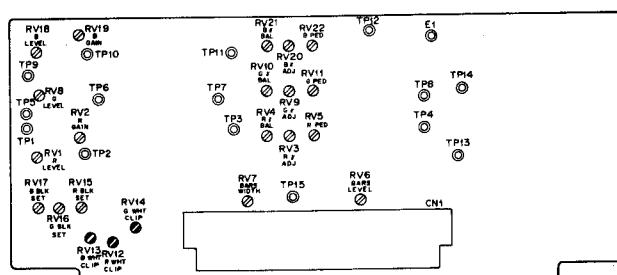 RV18
B
LEVEL
RV19
B
GAIN
TP10
TP9
RV8
G
LEVEL
TP6
TP5
RV2
R
GAIN
TP1
TP2
RV1
R
LEVEL
RV17
B BLK
SET
RV15
R BLK
SET
RV16
G BLK
SET
RV14
G WHT
CLIP
RV13
B WHT
CLIP
RV12
R WHT
CLIP
RV21
B γ
BAL
RV22
B PED
TP12
E1
TP11
RV20
B γ
ADJ
RV10
G γ
BAL
RV11
G PED
TP7
RV9
G γ
ADJ
TP8
TP14
RV4
R γ
BAL
RV5
R PED
TP3
RV3
R γ
ADJ
TP4
TP13
RV7
BARS
WIDTH
TP15
RV6
BARS
LEVEL
CN1